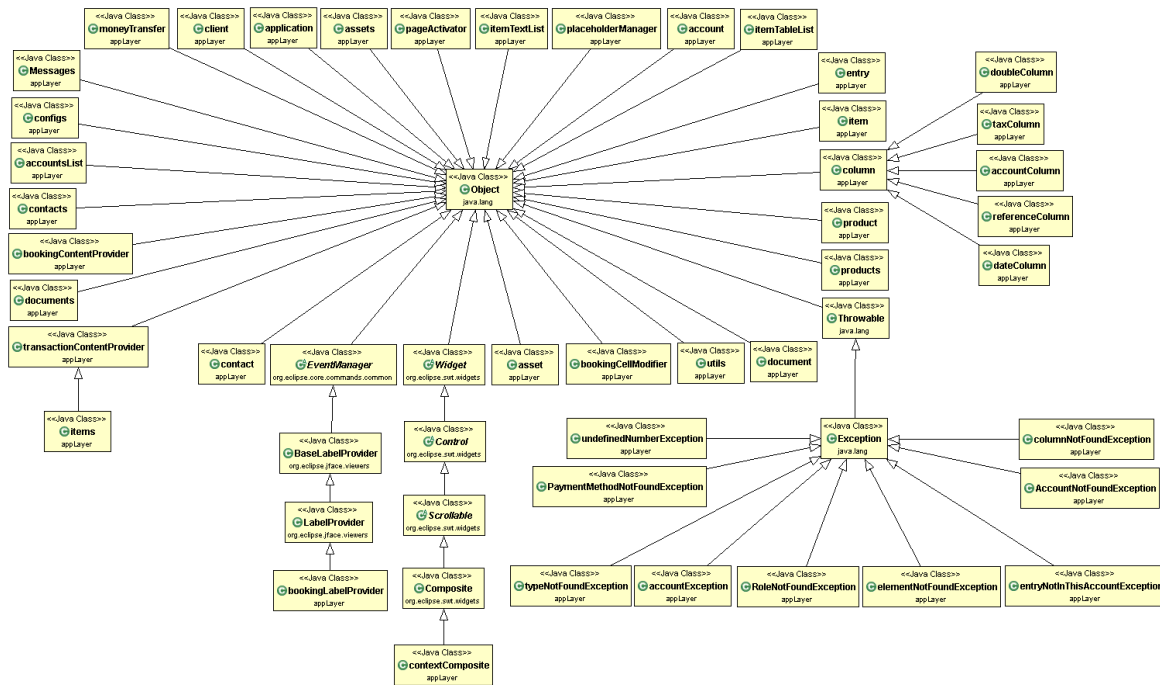 <<Java Class>>
moneyTransfer
appLayer
<<Java Class>>
client
appLayer
<<Java Class>>
application
appLayer
<<Java Class>>
assets
appLayer
<<Java Class>>
pageActivator
appLayer
<<Java Class>>
itemTextList
appLayer
<<Java Class>>
placeholderManager
appLayer
<<Java Class>>
account
appLayer
<<Java Class>>
itemTableList
appLayer
<<Java Class>>
Messages
appLayer
<<Java Class>>
entry
appLayer
<<Java Class>>
doubleColumn
appLayer
<<Java Class>>
configs
appLayer
<<Java Class>>
item
appLayer
<<Java Class>>
taxColumn
appLayer
<<Java Class>>
accountsList
appLayer
<<Java Class>>
Object
java.lang
<<Java Class>>
column
appLayer
<<Java Class>>
accountColumn
appLayer
<<Java Class>>
contacts
appLayer
<<Java Class>>
product
appLayer
<<Java Class>>
referenceColumn
appLayer
<<Java Class>>
bookingContentProvider
appLayer
<<Java Class>>
products
appLayer
<<Java Class>>
dateColumn
appLayer
<<Java Class>>
documents
appLayer
<<Java Class>>
Throwable
java.lang
<<Java Class>>
transactionContentProvider
appLayer
<<Java Class>>
contact
appLayer
<<Java Class>>
EventManager
org.eclipse.core.commands.common
<<Java Class>>
Widget
org.eclipse.swt.widgets
<<Java Class>>
asset
appLayer
<<Java Class>>
bookingCellModifier
appLayer
<<Java Class>>
utils
appLayer
<<Java Class>>
document
appLayer
<<Java Class>>
items
appLayer
<<Java Class>>
BaseLabelProvider
org.eclipse.jface.viewers
<<Java Class>>
Control
org.eclipse.swt.widgets
<<Java Class>>
undefinedNumberException
appLayer
<<Java Class>>
Exception
java.lang
<<Java Class>>
columnNotFoundException
appLayer
<<Java Class>>
PaymentMethodNotFoundException
appLayer
<<Java Class>>
AccountNotFoundException
appLayer
<<Java Class>>
LabelProvider
org.eclipse.jface.viewers
<<Java Class>>
Scrollable
org.eclipse.swt.widgets
<<Java Class>>
bookingLabelProvider
appLayer
<<Java Class>>
Composite
org.eclipse.swt.widgets
<<Java Class>>
typeNotFoundException
appLayer
<<Java Class>>
accountException
appLayer
<<Java Class>>
RoleNotFoundException
appLayer
<<Java Class>>
elementNotFoundException
appLayer
<<Java Class>>
entryNotInThisAccountException
appLayer
<<Java Class>>
contextComposite
appLayer